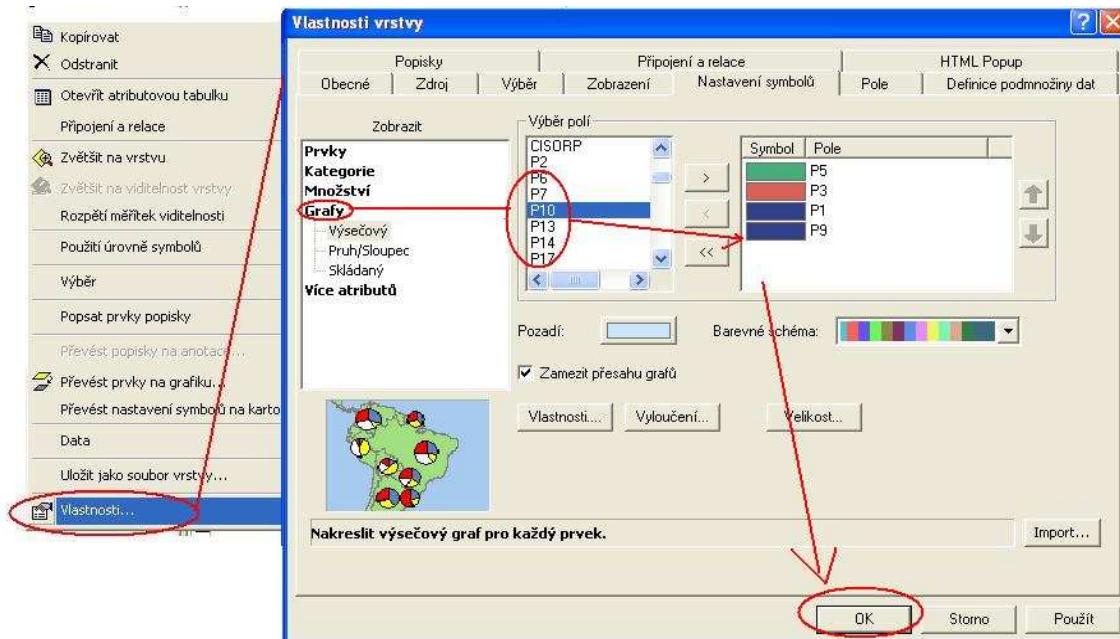 Kopírovat
Odstranit
Otevřít atributovou tabulku
Připojení a relace
Zvětšit na vrstvu
Zvětšit na viditelnost vrstvy
Rozpětí měřítek viditelnosti
Použití úrovně symbolů
Výběr
Popsat prvky popisky
Převést popisky na anotace...
Převést prvky na grafiku...
Převést nastavení symbolů na karto
Data
Uložit jako soubor vrstvy...
Vlastnosti...
Vlastnosti vrstvy
Popisky Připojení a relace HTML Popup
Obecné Zdroj Výběr Zobrazení Nastavení symbolů Pole Definice podmnožiny dat
Zobrazit
Prvky
Kategorie
Množství
Grafy
Výsečový
Pruh/Sloupec
Skládaný
Více atributů
Výběr polí
CISORP
P2
P6
P7
P10
P13
P14
P17
>
<
<<
Symbol Pole
P5
P3
P1
P9
Pozadí: Barevné schéma:
Zamezit přesahu grafů
Vlastnosti.... Vyloučení... Velikost...
Nakreslit výsečový graf pro každý prvek.
Import...
OK Storno Použít